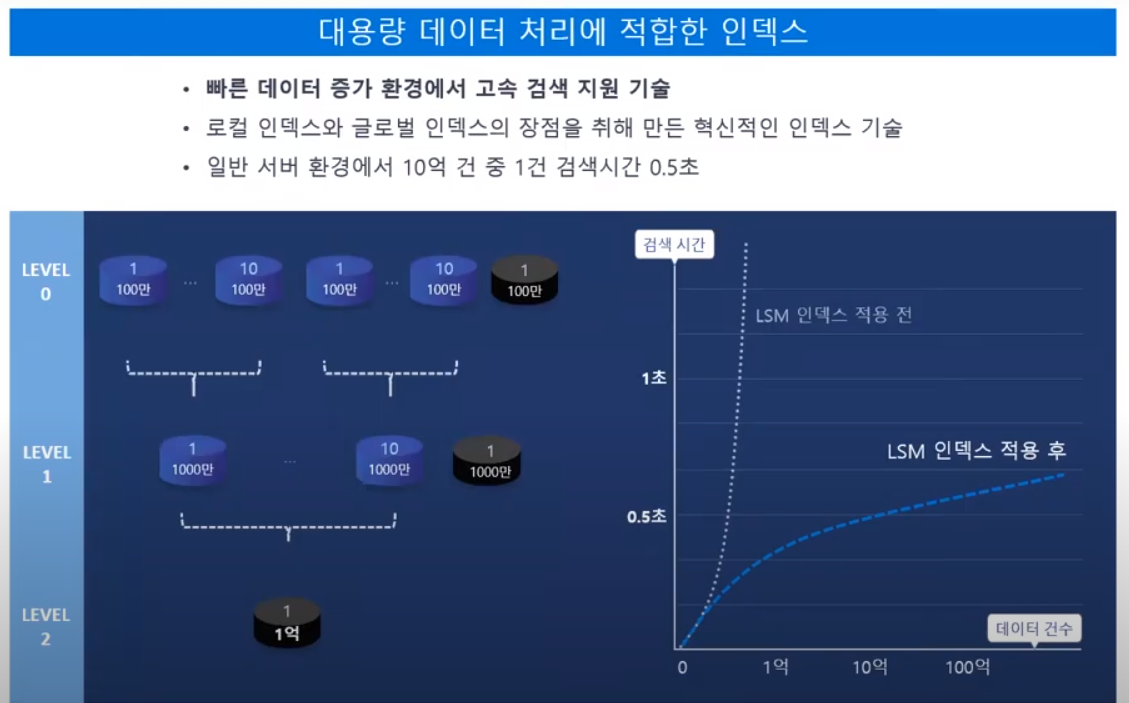 대용량 데이터 처리에 적합한 인덱스
• 빠른 데이터 증가 환경에서 고속 검색 지원 기술
• 로컬 인덱스와 글로벌 인덱스의 장점을 취해 만든 혁신적인 인덱스 기술
• 일반 서버 환경에서 10억 건 중 1건 검색시간 0.5초
LEVEL
0
1
100만
...
10
100만
1
100만
...
10
100만
1
100만
LEVEL
1
1
1000만
...
10
1000만
1
1000만
LEVEL
2
1
1억
검색 시간
LSM 인덱스 적용 전
1초
LSM 인덱스 적용 후
0.5초
데이터 건수
0
1억
10억
100억